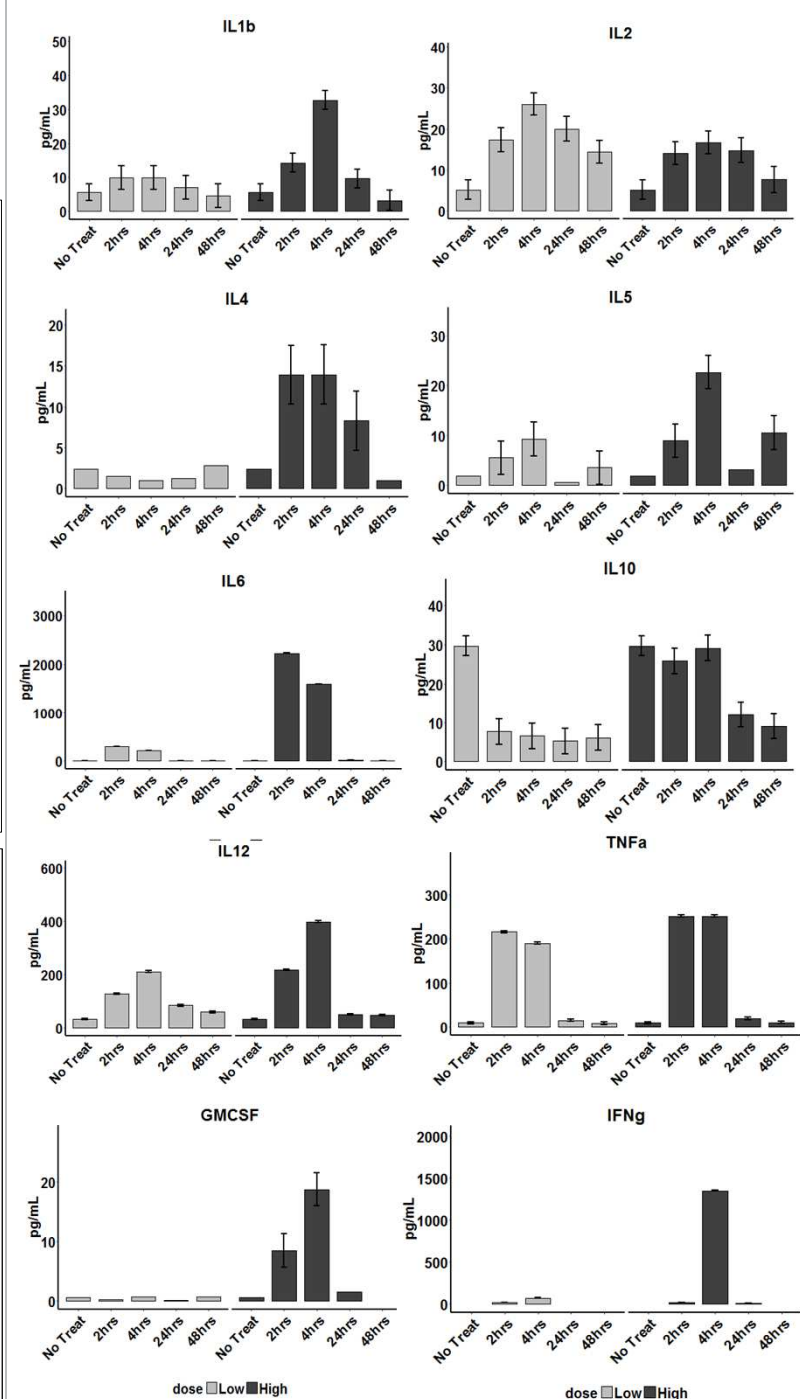 IL1b
50
40
30
20
10
0
pg/mL
No Treat 2hrs 4hrs 24hrs 48hrs No Treat 2hrs 4hrs 24hrs 48hrs
IL2
40
30
20
10
0
pg/mL
No Treat 2hrs 4hrs 24hrs 48hrs No Treat 2hrs 4hrs 24hrs 48hrs
IL4
20
15
10
5
0
pg/mL
No Treat 2hrs 4hrs 24hrs 48hrs No Treat 2hrs 4hrs 24hrs 48hrs
IL5
30
20
10
0
pg/mL
No Treat 2hrs 4hrs 24hrs 48hrs No Treat 2hrs 4hrs 24hrs 48hrs
IL6
3000
2000
1000
0
pg/mL
No Treat 2hrs 4hrs 24hrs 48hrs No Treat 2hrs 4hrs 24hrs 48hrs
IL10
40
30
20
10
0
pg/mL
No Treat 2hrs 4hrs 24hrs 48hrs No Treat 2hrs 4hrs 24hrs 48hrs
IL12
600
400
200
0
pg/mL
No Treat 2hrs 4hrs 24hrs 48hrs No Treat 2hrs 4hrs 24hrs 48hrs
TNFa
300
200
100
0
pg/mL
No Treat 2hrs 4hrs 24hrs 48hrs No Treat 2hrs 4hrs 24hrs 48hrs
GMCSF
20
10
0
pg/mL
No Treat 2hrs 4hrs 24hrs 48hrs No Treat 2hrs 4hrs 24hrs 48hrs
IFNg
2000
1500
1000
500
0
pg/mL
No Treat 2hrs 4hrs 24hrs 48hrs No Treat 2hrs 4hrs 24hrs 48hrs
dose Low High
dose Low High